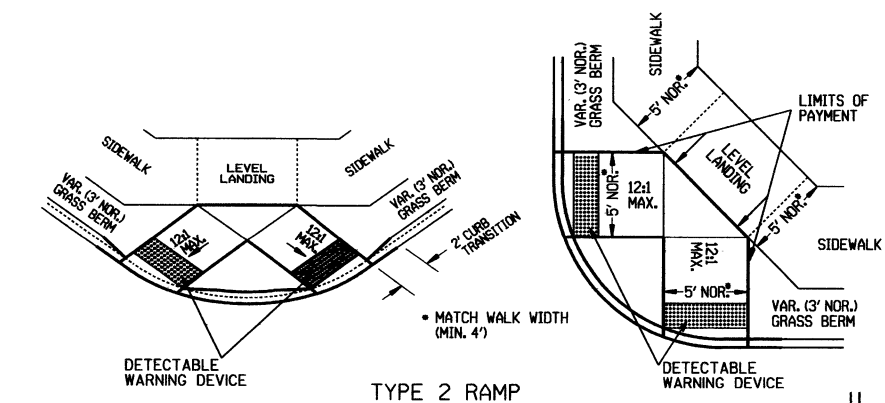 SIDEWALK
LEVEL
LANDING
SIDEWALK
VAR. (3' NOR.)
GRASS BERM
VAR. (3' NOR.)
GRASS BERM
12:1
MAX.
12:1
MAX.
2' CURB
TRANSITION
DETECTABLE
WARNING DEVICE
* MATCH WALK WIDTH
(MIN. 4')
TYPE 2 RAMP
VAR. (3' NOR.)
GRASS BERM
SIDEWALK
5' NOR.*
LIMITS OF
PAYMENT
LEVEL
LANDING
5' NOR.*
12:1
MAX.
5' NOR.*
SIDEWALK
12:1
MAX.
5' NOR.*
VAR. (3' NOR.)
GRASS BERM
DETECTABLE
WARNING DEVICE